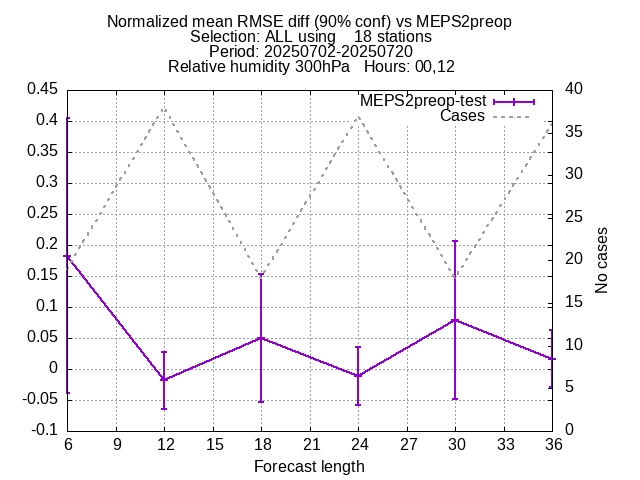 Normalized mean RMSE diff (90% conf) vs MEPS2preop
Selection: ALL using    18 stations
Period: 20250702-20250720
Relative humidity 300hPa   Hours: 00,12
MEPS2preop-test
Cases
0.45
0.4
0.35
0.3
0.25
0.2
0.15
0.1
0.05
0
-0.05
-0.1
40
35
30
25
20
15
10
5
0
No cases
6 9 12 15 18 21 24 27 30 33 36
Forecast length